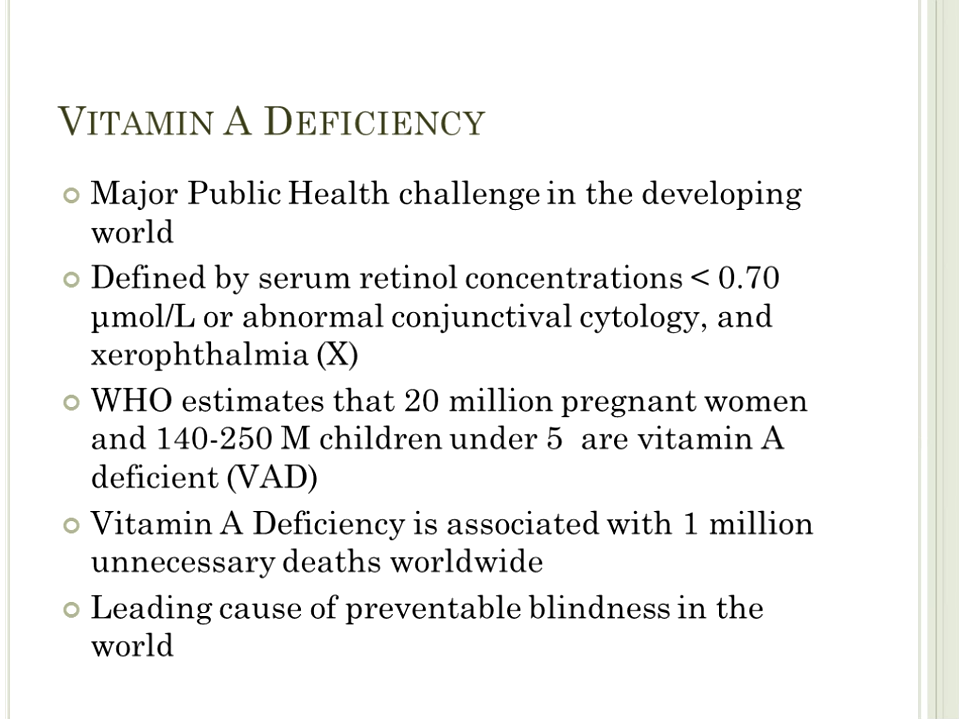 VITAMIN A DEFICIENCY
Major Public Health challenge in the developing
world
Defined by serum retinol concentrations < 0.70
µmol/L or abnormal conjunctival cytology, and
xerophthalmia (X)
WHO estimates that 20 million pregnant women
and 140-250 M children under 5  are vitamin A
deficient (VAD)
Vitamin A Deficiency is associated with 1 million
unnecessary deaths worldwide
Leading cause of preventable blindness in the
world